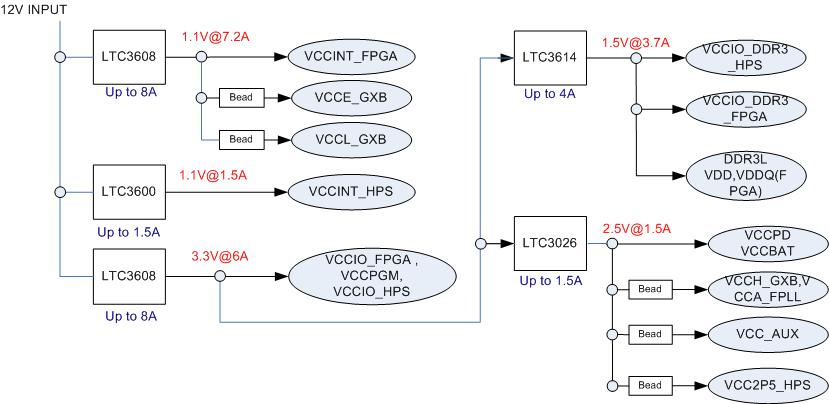 12V INPUT
LTC3608
Up to 8A
1.1V@7.2A
VCCINT_FPGA
Bead
VCCE_GXB
Bead
VCCL_GXB
LTC3600
Up to 1.5A
1.1V@1.5A
VCCINT_HPS
LTC3608
Up to 8A
3.3V@6A
VCCIO_FPGA ,
VCCPGM,
VCCIO_HPS
LTC3614
Up to 4A
1.5V@3.7A
VCCIO_DDR3
_HPS
VCCIO_DDR3
_FPGA
DDR3L
VDD,VDDQ(F
PGA)
LTC3026
Up to 1.5A
2.5V@1.5A
VCCPD
VCCBAT
Bead
VCCH_GXB,V
CCA_FPLL
Bead
VCC_AUX
Bead
VCC2P5_HPS